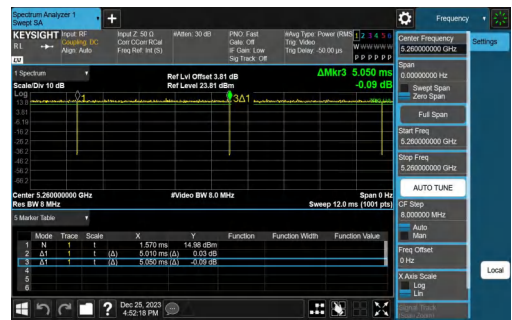 Spectrum Analyzer 1
Swept SA
+
Frequency
KEYSIGHT Input: RF
R L Coupling: DC
Align: Auto
Input Z: 50 Ω
Corr CCorr RCal
Freq Ref: Int (S)
#Atten: 30 dB
PNO: Fast
Gate: Off
IF Gain: Low
Sig Track: Off
#Avg Type: Power (RMS
Trig: Video
Trig Delay: -50.00 µs
1 2 3 4 5 6
W W W W W W
P P P P P P
LXI
1 Spectrum
Scale/Div 10 dB
Ref Lvl Offset 3.81 dB
Ref Level 23.81 dBm
ΔMkr3 5.050 ms
-0.09 dB
Log
13.8
3.81
-6.19
-16.2
-26.2
-36.2
-46.2
-56.2
-66.2
1
3Δ1
Center 5.260000000 GHz
Res BW 8 MHz
#Video BW 8.0 MHz
Span 0 Hz
Sweep 12.0 ms (1001 pts)
5 Marker Table
Mode Trace Scale X Y Function Function Width Function Value
1 N 1 t 1.570 ms 14.98 dBm
2 Δ1 1 t (Δ) 5.010 ms (Δ) 0.03 dB
3 Δ1 1 t (Δ) 5.050 ms (Δ) -0.09 dB
4
5
6
Dec 25, 2023
4:52:18 PM
Center Frequency
5.260000000 GHz
Span
0.00000000 Hz
Swept Span
Zero Span
Full Span
Start Freq
5.260000000 GHz
Stop Freq
5.260000000 GHz
AUTO TUNE
CF Step
8.000000 MHz
Auto
Man
Freq Offset
0 Hz
X Axis Scale
Log
Lin
Signal Track
Settings
Local